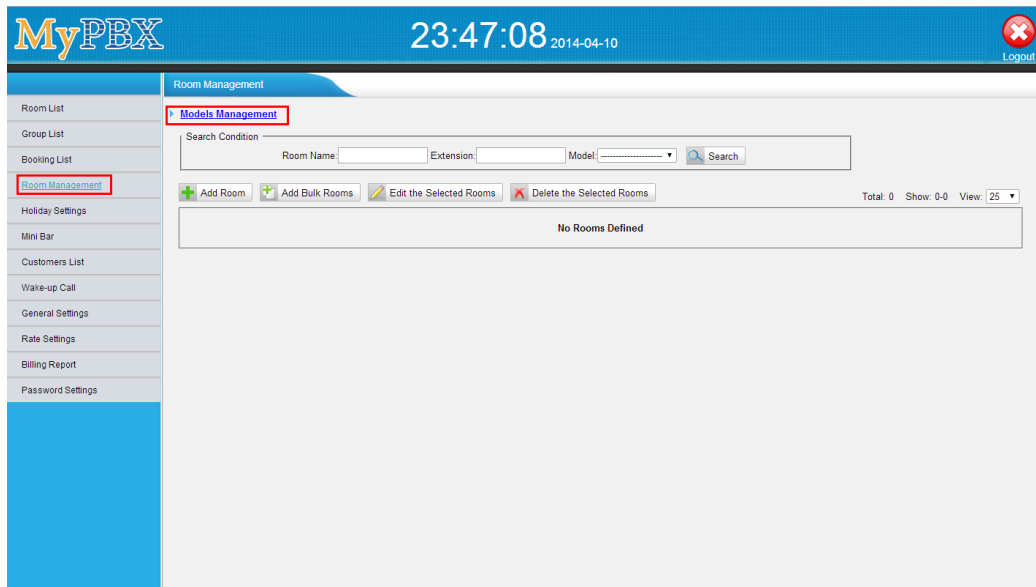 MyPBX
23:47:08 2014-04-10
Logout
Room Management
Room List
Group List
Booking List
Room Management
Holiday Settings
Mini Bar
Customers List
Wake-up Call
General Settings
Rate Settings
Billing Report
Password Settings
Models Management
Search Condition
Room Name: Extension: Model: --------------------- Search
Add Room Add Bulk Rooms Edit the Selected Rooms Delete the Selected Rooms Total: 0 Show: 0-0 View: 25
No Rooms Defined